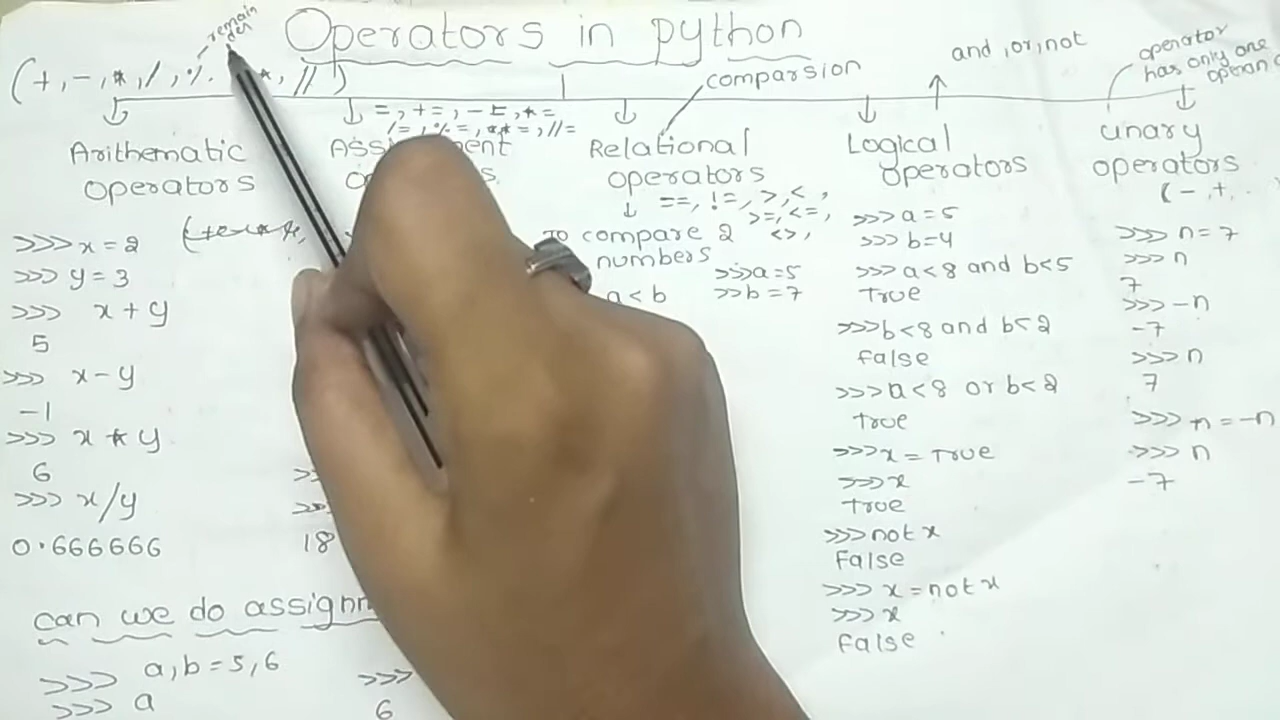 remain
der
Operators in python
(+, -, *, /, %, *, // )
comparsion
and, or, not
operator
has only one
=, +=, -=, *=
/=, %=, **=, //=
Arithematic
operators
Relational
operators
==, !=, >, <,
>=, <=,
<>,
To compare 2
numbers
a < b
>>>a=5
>>b=7
Logical
operators
unary
operators
(-, +,
>>> x=2
>>> y=3
>>> x+y
5
>>> x-y
-1
>>> x*y
6
>>> x/y
0.666666
18
>>> a=5
>>> b=4
>>> a<8 and b<5
True
>>>b<8 and b<2
false
>>>a<8 or b<2
True
>>>x=True
>>>x
True
>>>not x
False
>>> x=not x
>>> x
False
>>> n=7
>>> n
7
>>> -n
-7
>>> n
7
>>> n=-n
>>> n
-7
can we do
>>> a,b=5,6
>>> a
>>>
6